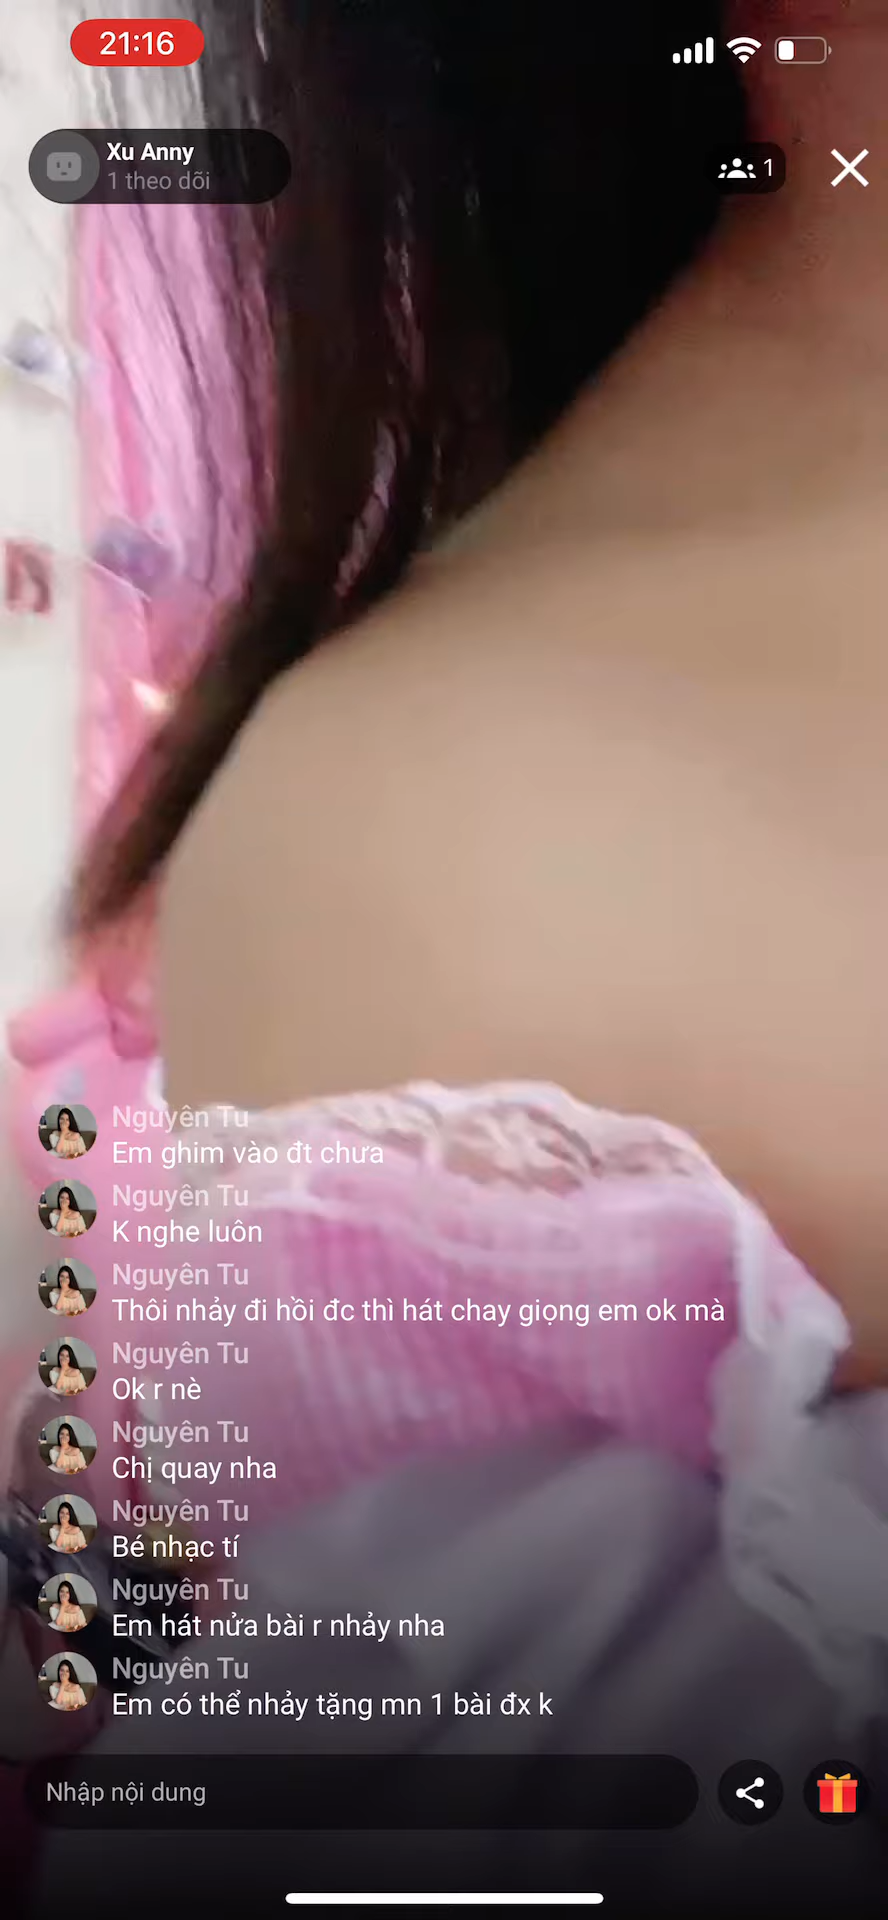 21:16
Xu Anny
1 theo dõi
1
Nguyên Tu
Em ghim vào đt chưa
Nguyên Tu
K nghe luôn
Nguyên Tu
Thôi nhảy đi hồi đc thì hát chay giọng em ok mà
Nguyên Tu
Ok r nè
Nguyên Tu
Chị quay nha
Nguyên Tu
Bé nhạc tí
Nguyên Tu
Em hát nửa bài r nhảy nha
Nguyên Tu
Em có thể nhảy tặng mn 1 bài đx k
Nhập nội dung